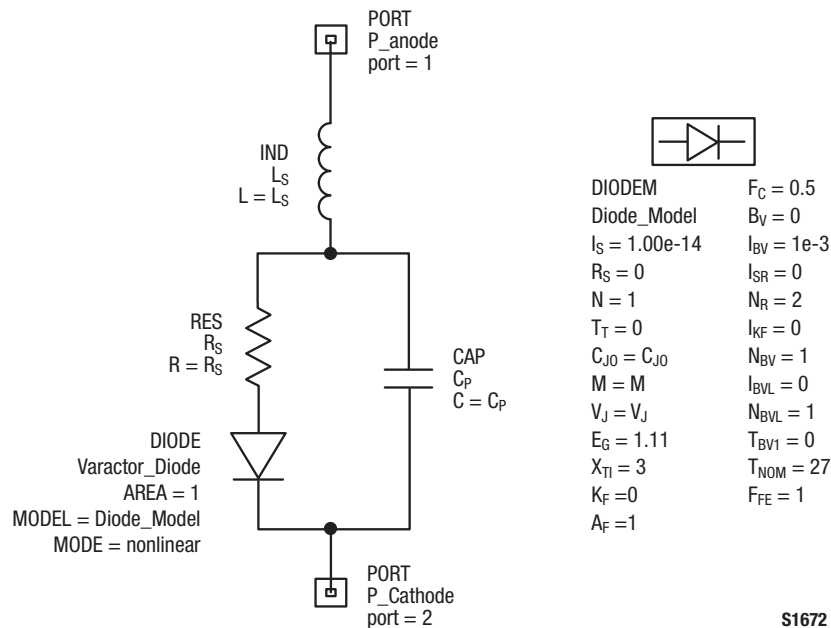 PORT
P_anode
port = 1
IND
LS
L = LS
RES
RS
R = RS
CAP
CP
C = CP
DIODE
Varactor_Diode
AREA = 1
MODEL = Diode_Model
MODE = nonlinear
PORT
P_Cathode
port = 2
DIODEM
Diode_Model
IS = 1.00e-14
RS = 0
N = 1
TT = 0
CJO = CJO
M = M
VJ = VJ
EG = 1.11
XTI = 3
KF =0
AF =1
FC = 0.5
BV = 0
IBV = 1e-3
ISR = 0
NR = 2
IKF = 0
NBV = 1
IBVL = 0
NBVL = 1
TBV1 = 0
TNOM = 27
FFE = 1
S1672